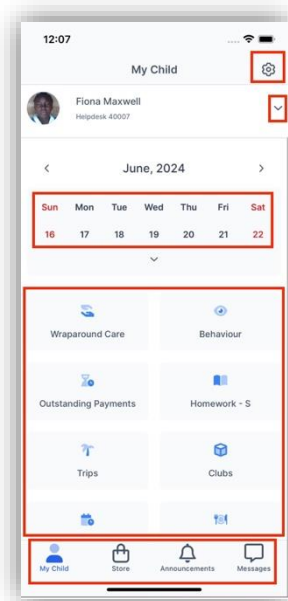 12:07
My Child
Fiona Maxwell
Helpdesk 40007
June, 2024
Sun Mon Tue Wed Thu Fri Sat
16 17 18 19 20 21 22
Wraparound Care Behaviour
Outstanding Payments Homework - S
Trips Clubs
My Child Store Announcements Messages